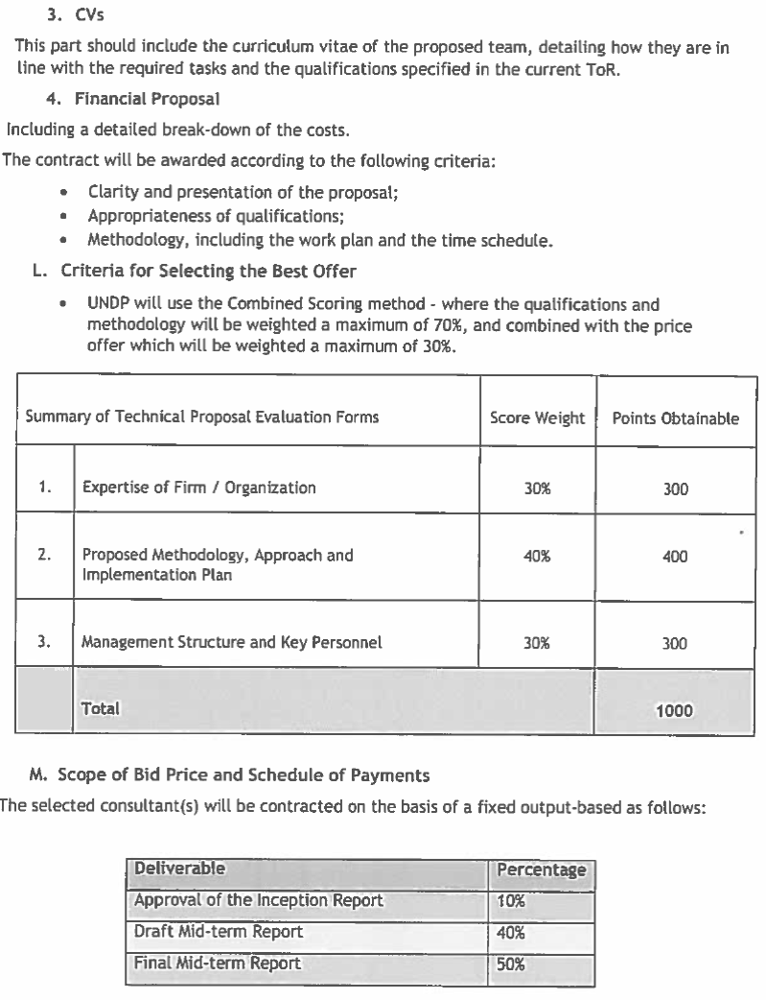 3. CVs
This part should include the curriculum vitae of the proposed team, detailing how they are in
line with the required tasks and the qualifications specified in the current ToR.
4. Financial Proposal
Including a detailed break-down of the costs.
The contract will be awarded according to the following criteria:
• Clarity and presentation of the proposal;
• Appropriateness of qualifications;
• Methodology, including the work plan and the time schedule.
L. Criteria for Selecting the Best Offer
• UNDP will use the Combined Scoring method - where the qualifications and
methodology will be weighted a maximum of 70%, and combined with the price
offer which will be weighted a maximum of 30%.
Summary of Technical Proposal Evaluation Forms Score Weight Points Obtainable
1. Expertise of Firm / Organization 30% 300
2. Proposed Methodology, Approach and 40% 400
Implementation Plan
3. Management Structure and Key Personnel 30% 300
Total 1000
M. Scope of Bid Price and Schedule of Payments
The selected consultant(s) will be contracted on the basis of a fixed output-based as follows:
Deliverable Percentage
Approval of the Inception Report 10%
Draft Mid-term Report 40%
Final Mid-term Report 50%